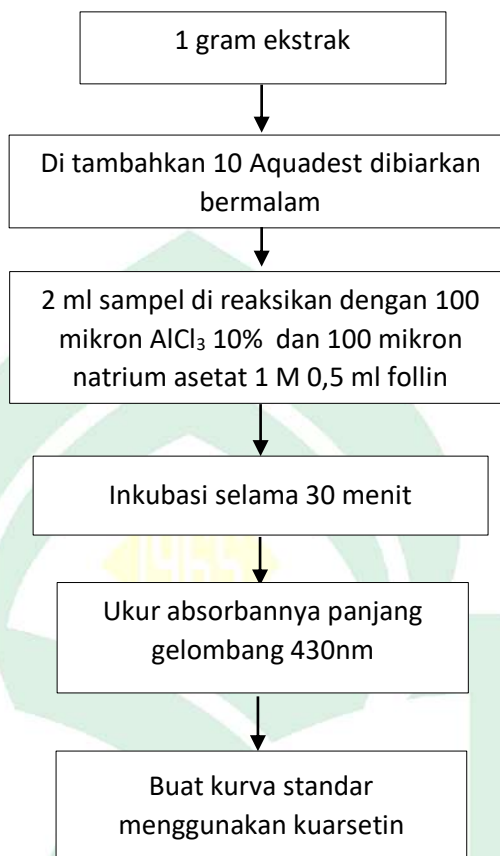 1 gram ekstrak
Di tambahkan 10 Aquadest dibiarkan
bermalam
2 ml sampel di reaksikan dengan 100
mikron AlCl₃ 10% dan 100 mikron
natrium asetat 1 M 0,5 ml follin
Inkubasi selama 30 menit
1965
Ukur absorbannya panjang
gelombang 430nm
Buat kurva standar
menggunakan kuarsetin